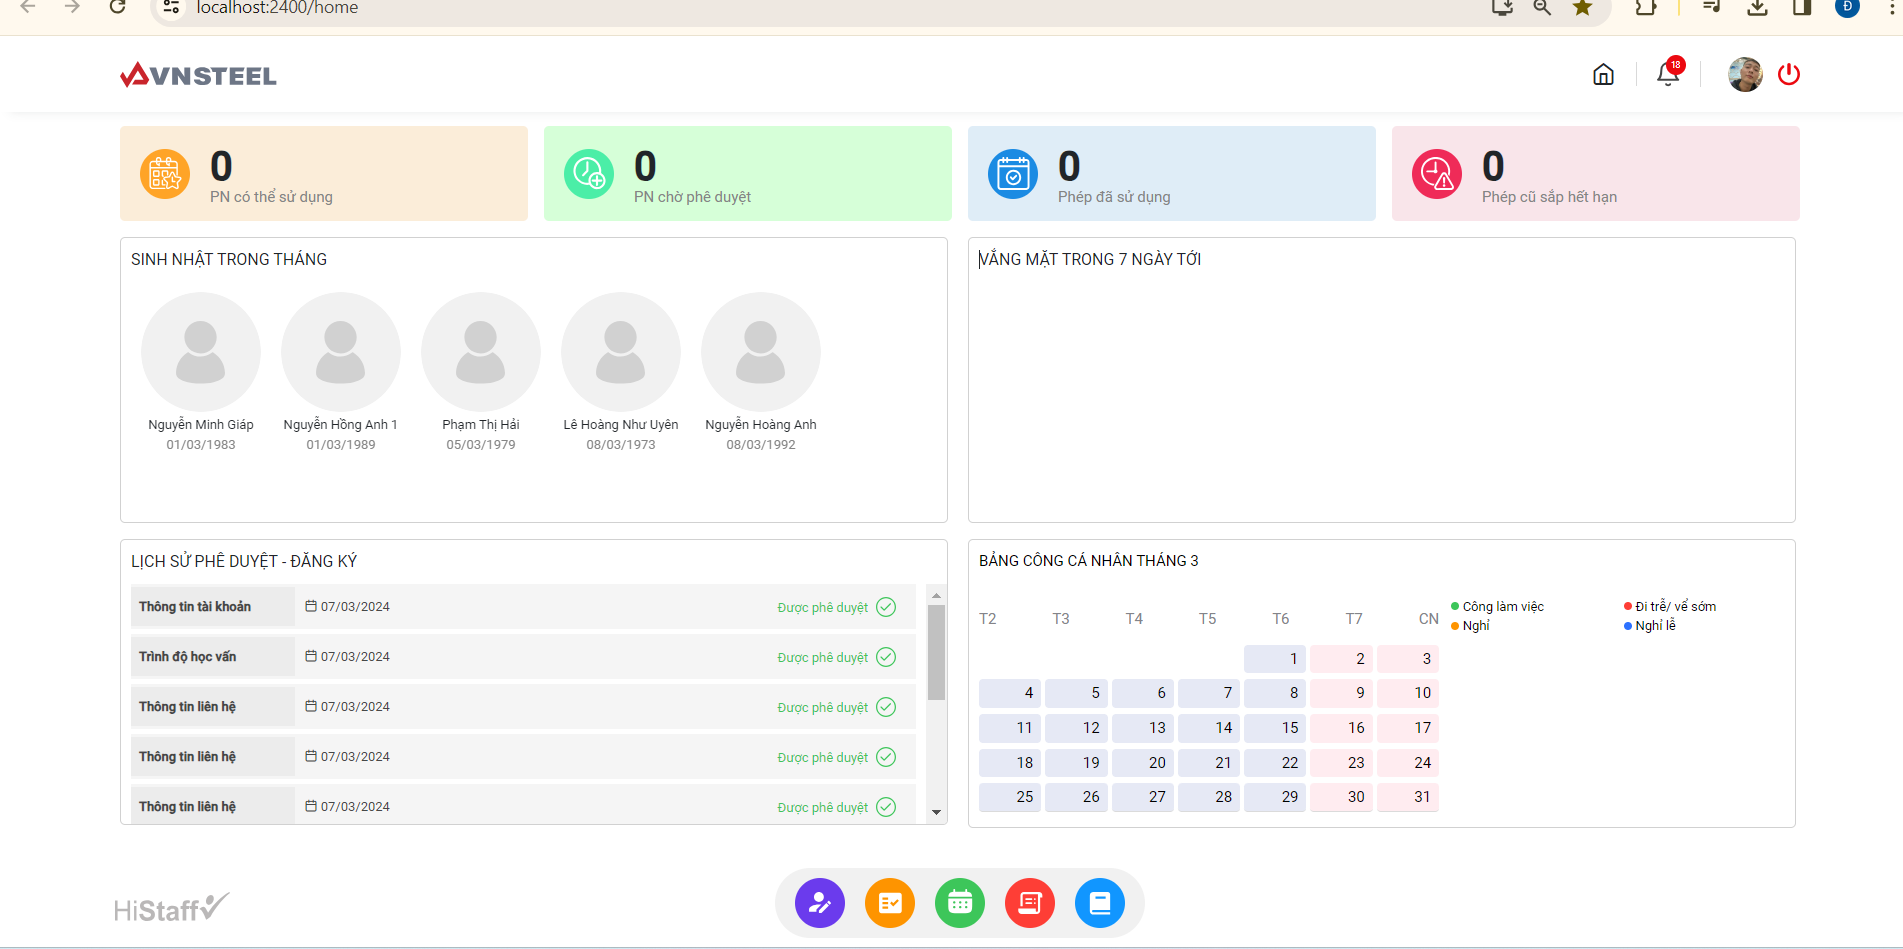 localhost:2400/home
Đ
VNSTEEL
18
0
PN có thể sử dụng
0
PN chờ phê duyệt
0
Phép đã sử dụng
0
Phép cũ sắp hết hạn
SINH NHẬT TRONG THÁNG
Nguyễn Minh Giáp
01/03/1983
Nguyễn Hồng Anh 1
01/03/1989
Phạm Thị Hải
05/03/1979
Lê Hoàng Như Uyên
08/03/1973
Nguyễn Hoàng Anh
08/03/1992
VẮNG MẶT TRONG 7 NGÀY TỚI
LỊCH SỬ PHÊ DUYỆT - ĐĂNG KÝ
Thông tin tài khoản 07/03/2024 Được phê duyệt
Trình độ học vấn 07/03/2024 Được phê duyệt
Thông tin liên hệ 07/03/2024 Được phê duyệt
Thông tin liên hệ 07/03/2024 Được phê duyệt
Thông tin liên hệ 07/03/2024 Được phê duyệt
BẢNG CÔNG CÁ NHÂN THÁNG 3
T2 T3 T4 T5 T6 T7 CN
1 2 3
4 5 6 7 8 9 10
11 12 13 14 15 16 17
18 19 20 21 22 23 24
25 26 27 28 29 30 31
Công làm việc
Đi trễ/ về sớm
Nghỉ
Nghỉ lễ
HiStaff